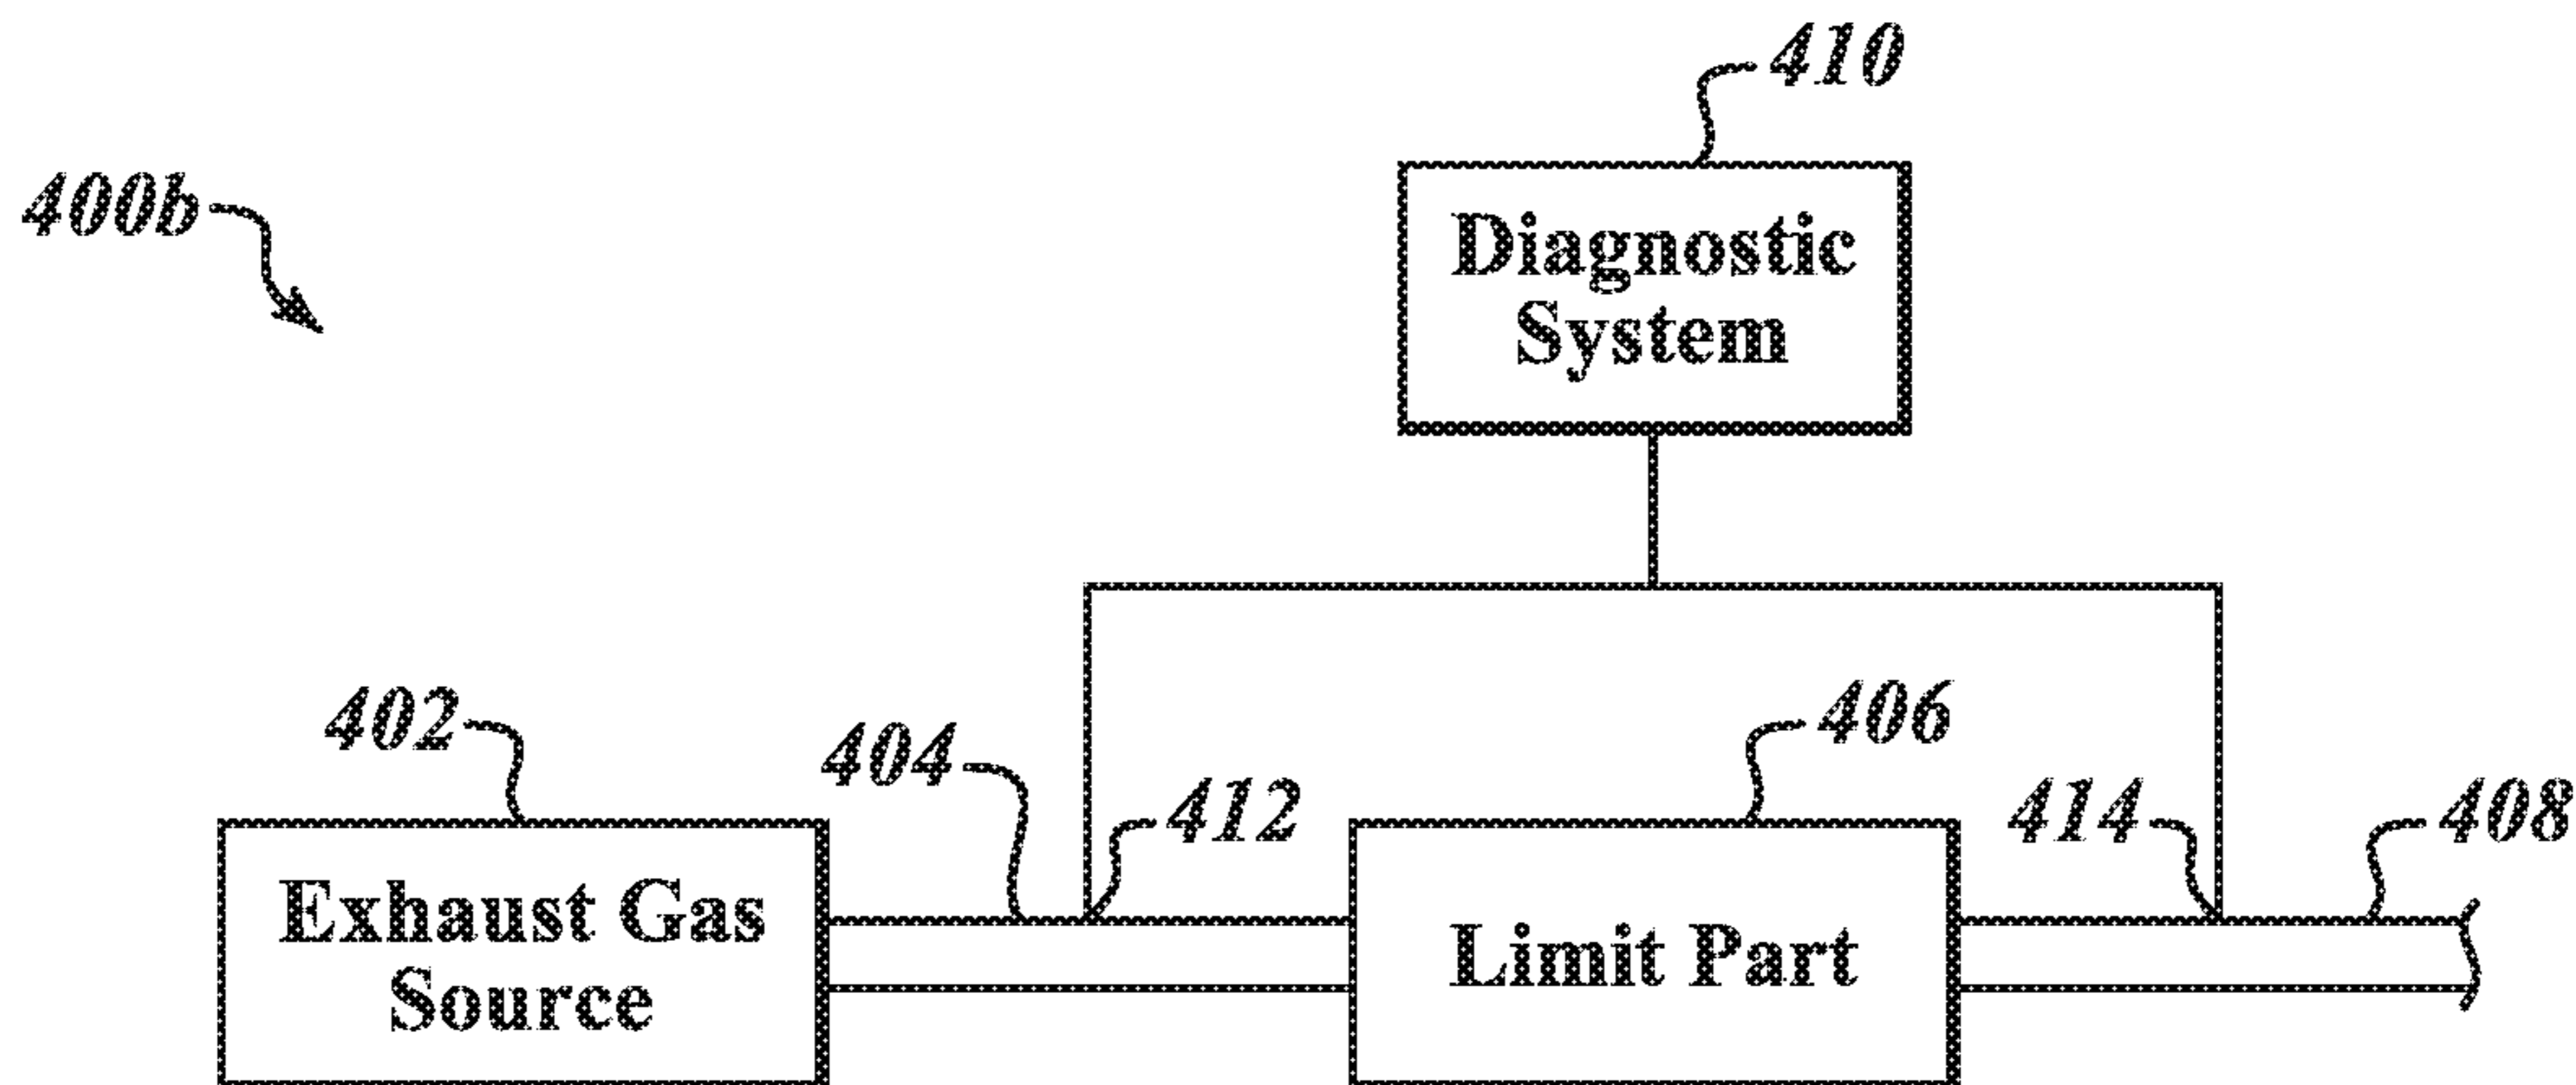 410
400b
Diagnostic
System
402
404
412
406
414
408
Exhaust Gas
Source
Limit Part